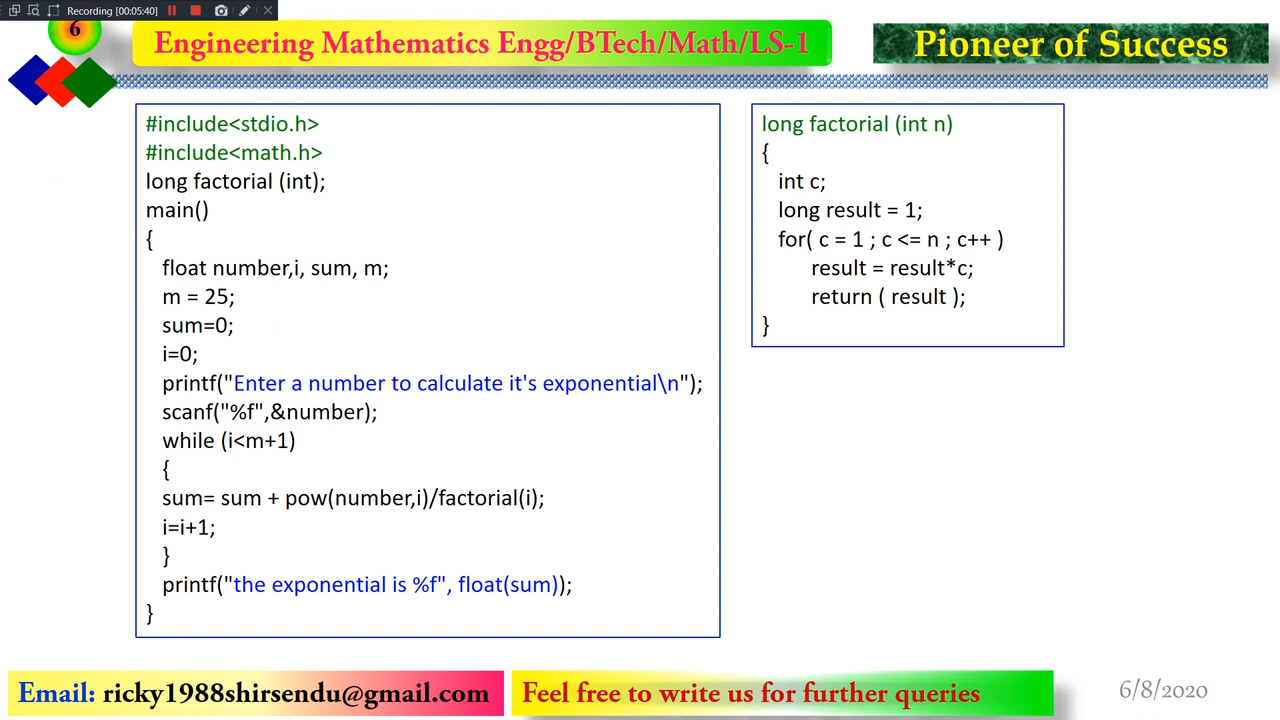 Recording [00:05:40]
6
Engineering Mathematics Engg/BTech/Math/LS-1
Pioneer of Success
#include<stdio.h>
#include<math.h>
long factorial (int);
main()
{
float number,i, sum, m;
m = 25;
sum=0;
i=0;
printf("Enter a number to calculate it's exponential\n");
scanf("%f",&number);
while (i<m+1)
{
sum= sum + pow(number,i)/factorial(i);
i=i+1;
}
printf("the exponential is %f", float(sum));
}
long factorial (int n)
{
int c;
long result = 1;
for( c = 1 ; c <= n ; c++ )
result = result*c;
return ( result );
}
Email: ricky1988shirsendu@gmail.com
Feel free to write us for further queries
6/8/2020